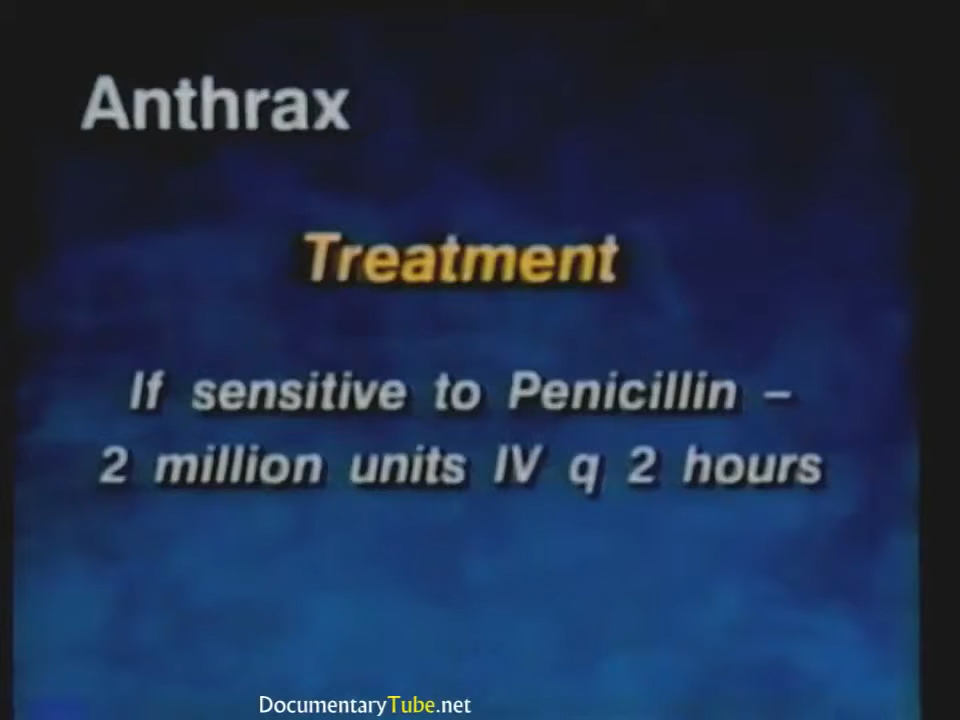 Anthrax
Treatment
If sensitive to Penicillin –
2 million units IV q 2 hours
DocumentaryTube.net